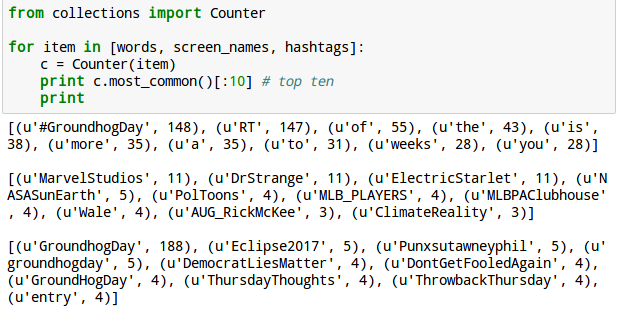 from collections import Counter
for item in [words, screen_names, hashtags]:
    c = Counter(item)
    print c.most_common()[:10] # top ten
    print
[(u'#GroundhogDay', 148), (u'RT', 147), (u'of', 55), (u'the', 43), (u'is',
38), (u'more', 35), (u'a', 35), (u'to', 31), (u'weeks', 28), (u'you', 28)]
[(u'MarvelStudios', 11), (u'DrStrange', 11), (u'ElectricStarlet', 11), (u'N
ASASunEarth', 5), (u'PolToons', 4), (u'MLB_PLAYERS', 4), (u'MLBPAClubhouse'
, 4), (u'Wale', 4), (u'AUG_RickMcKee', 3), (u'ClimateReality', 3)]
[(u'GroundhogDay', 188), (u'Eclipse2017', 5), (u'Punxsutawneyphil', 5), (u'
groundhogday', 5), (u'DemocratLiesMatter', 4), (u'DontGetFooledAgain', 4),
(u'GroundHogDay', 4), (u'ThursdayThoughts', 4), (u'ThrowbackThursday', 4),
(u'entry', 4)]